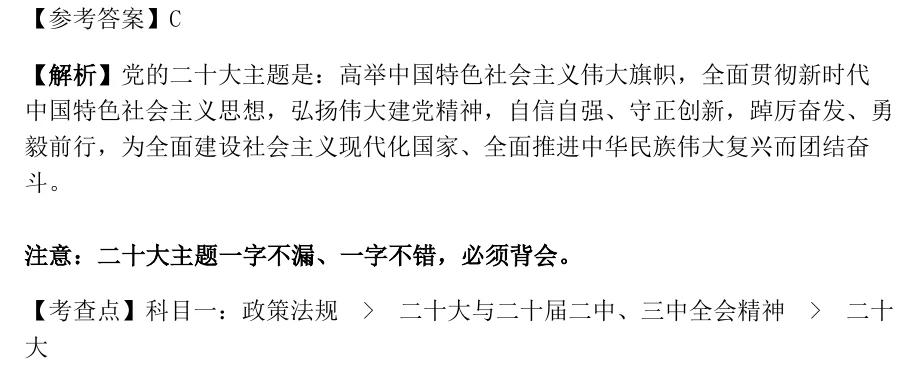 【参考答案】C
【解析】党的二十大主题是：高举中国特色社会主义伟大旗帜，全面贯彻新时代
中国特色社会主义思想，弘扬伟大建党精神，自信自强、守正创新，踔厉奋发、勇
毅前行，为全面建设社会主义现代化国家、全面推进中华民族伟大复兴而团结奋
斗。
注意：二十大主题一字不漏、一字不错，必须背会。
【考查点】科目一：政策法规 > 二十大与二十届二中、三中全会精神 > 二十
大